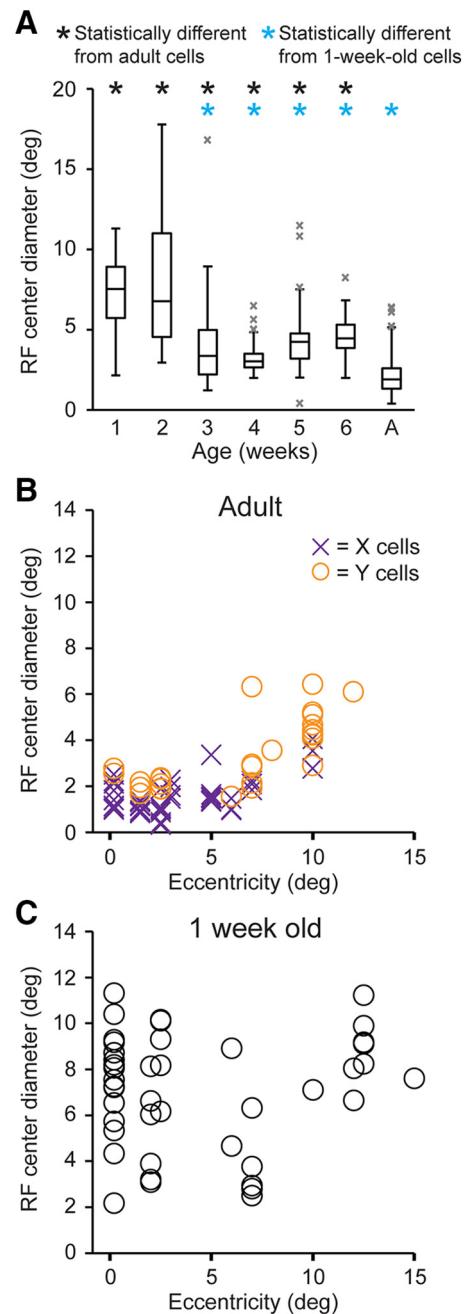 A
* Statistically different from adult cells
* Statistically different from 1-week-old cells
* * * * * *
* * * * *
20
15
10
5
0
RF center diameter (deg)
1 2 3 4 5 6 A
Age (weeks)
B
Adult
× = X cells
○ = Y cells
14
12
10
8
6
4
2
0
RF center diameter (deg)
0 5 10 15
Eccentricity (deg)
C
1 week old
14
12
10
8
6
4
2
0
RF center diameter (deg)
0 5 10 15
Eccentricity (deg)